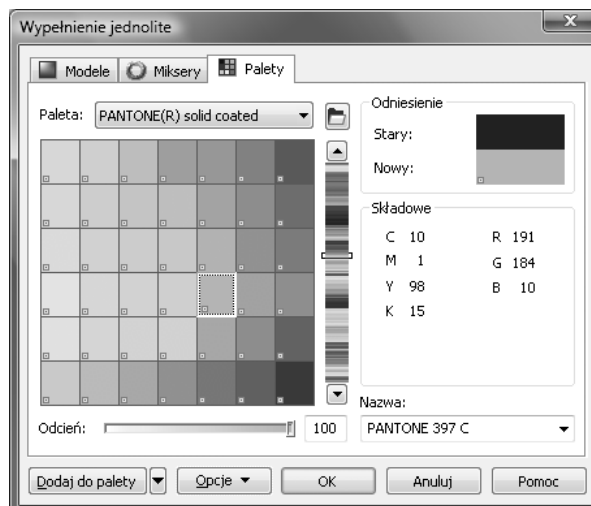 Wypełnienie jednolite
Modele Miksery Palety
Paleta: PANTONE(R) solid coated
Odniesienie
Stary:
Nowy:
Składowe
C 10 R 191
M 1 G 184
Y 98 B 10
K 15
Nazwa:
Odcień: 100 PANTONE 397 C
Dodaj do palety Opcje OK Anuluj Pomoc